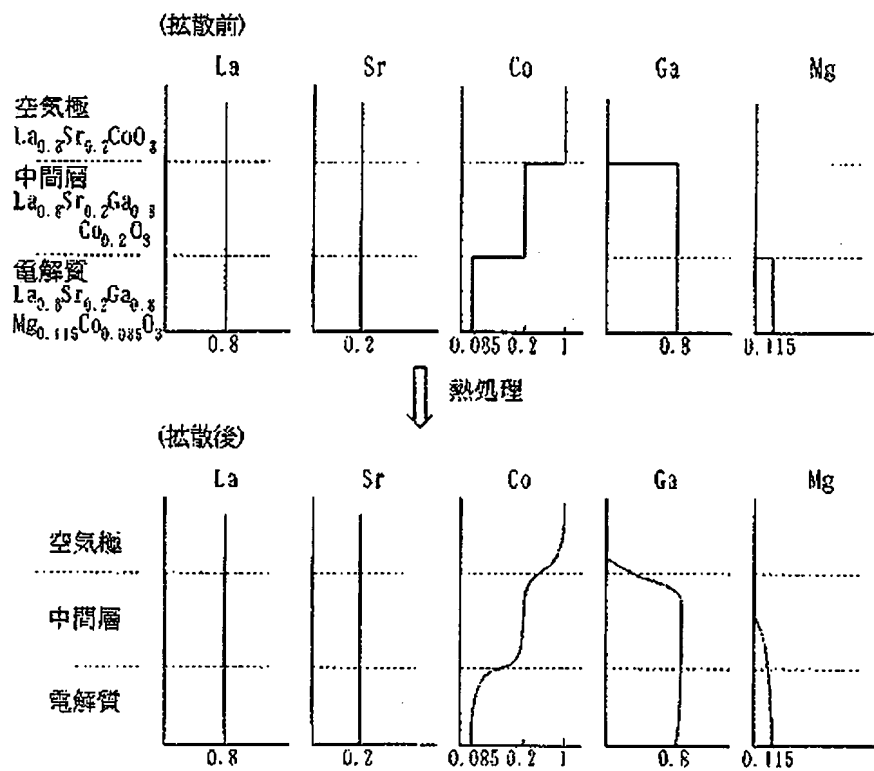 (拡散前)
La Sr Co Ga Mg
空気極
La0.8Sr0.2CoO3
中間層
La0.8Sr0.2Ga0.8
Co0.2O3
電解質
La0.8Sr0.2Ga0.8
Mg0.115Co0.085O3
0.8 0.2 0.085 0.2 1 0.8 0.115
熱処理
(拡散後)
La Sr Co Ga Mg
空気極
中間層
電解質
0.8 0.2 0.085 0.2 1 0.8 0.115